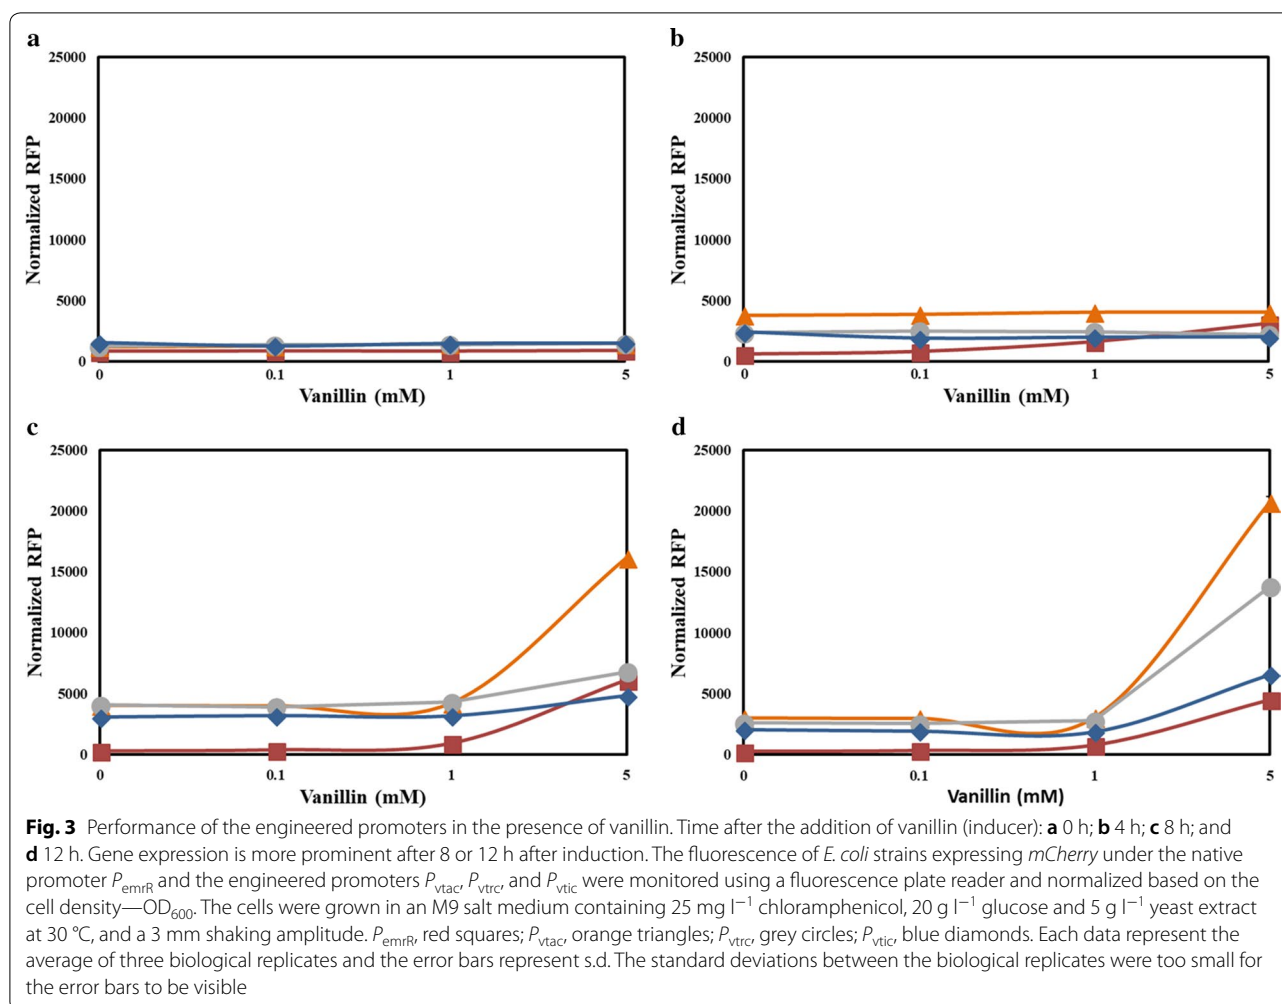 a
25000
20000
15000
10000
5000
0
Normalized RFP
0 0.1 1 5
Vanillin (mM)
b
25000
20000
15000
10000
5000
0
Normalized RFP
0 0.1 1 5
Vanillin (mM)
c
25000
20000
15000
10000
5000
0
Normalized RFP
0 0.1 1 5
Vanillin (mM)
d
25000
20000
15000
10000
5000
0
Normalized RFP
0 0.1 1 5
Vanillin (mM)
Fig. 3 Performance of the engineered promoters in the presence of vanillin. Time after the addition of vanillin (inducer): a 0 h; b 4 h; c 8 h; and
d 12 h. Gene expression is more prominent after 8 or 12 h after induction. The fluorescence of E. coli strains expressing mCherry under the native
promoter P_emrR and the engineered promoters P_vtac, P_vtrc, and P_vtic were monitored using a fluorescence plate reader and normalized based on the
cell density—OD₆₀₀. The cells were grown in an M9 salt medium containing 25 mg l⁻¹ chloramphenicol, 20 g l⁻¹ glucose and 5 g l⁻¹ yeast extract
at 30 °C, and a 3 mm shaking amplitude. P_emrR, red squares; P_vtac, orange triangles; P_vtrc, grey circles; P_vtic, blue diamonds. Each data represent the
average of three biological replicates and the error bars represent s.d. The standard deviations between the biological replicates were too small for
the error bars to be visible